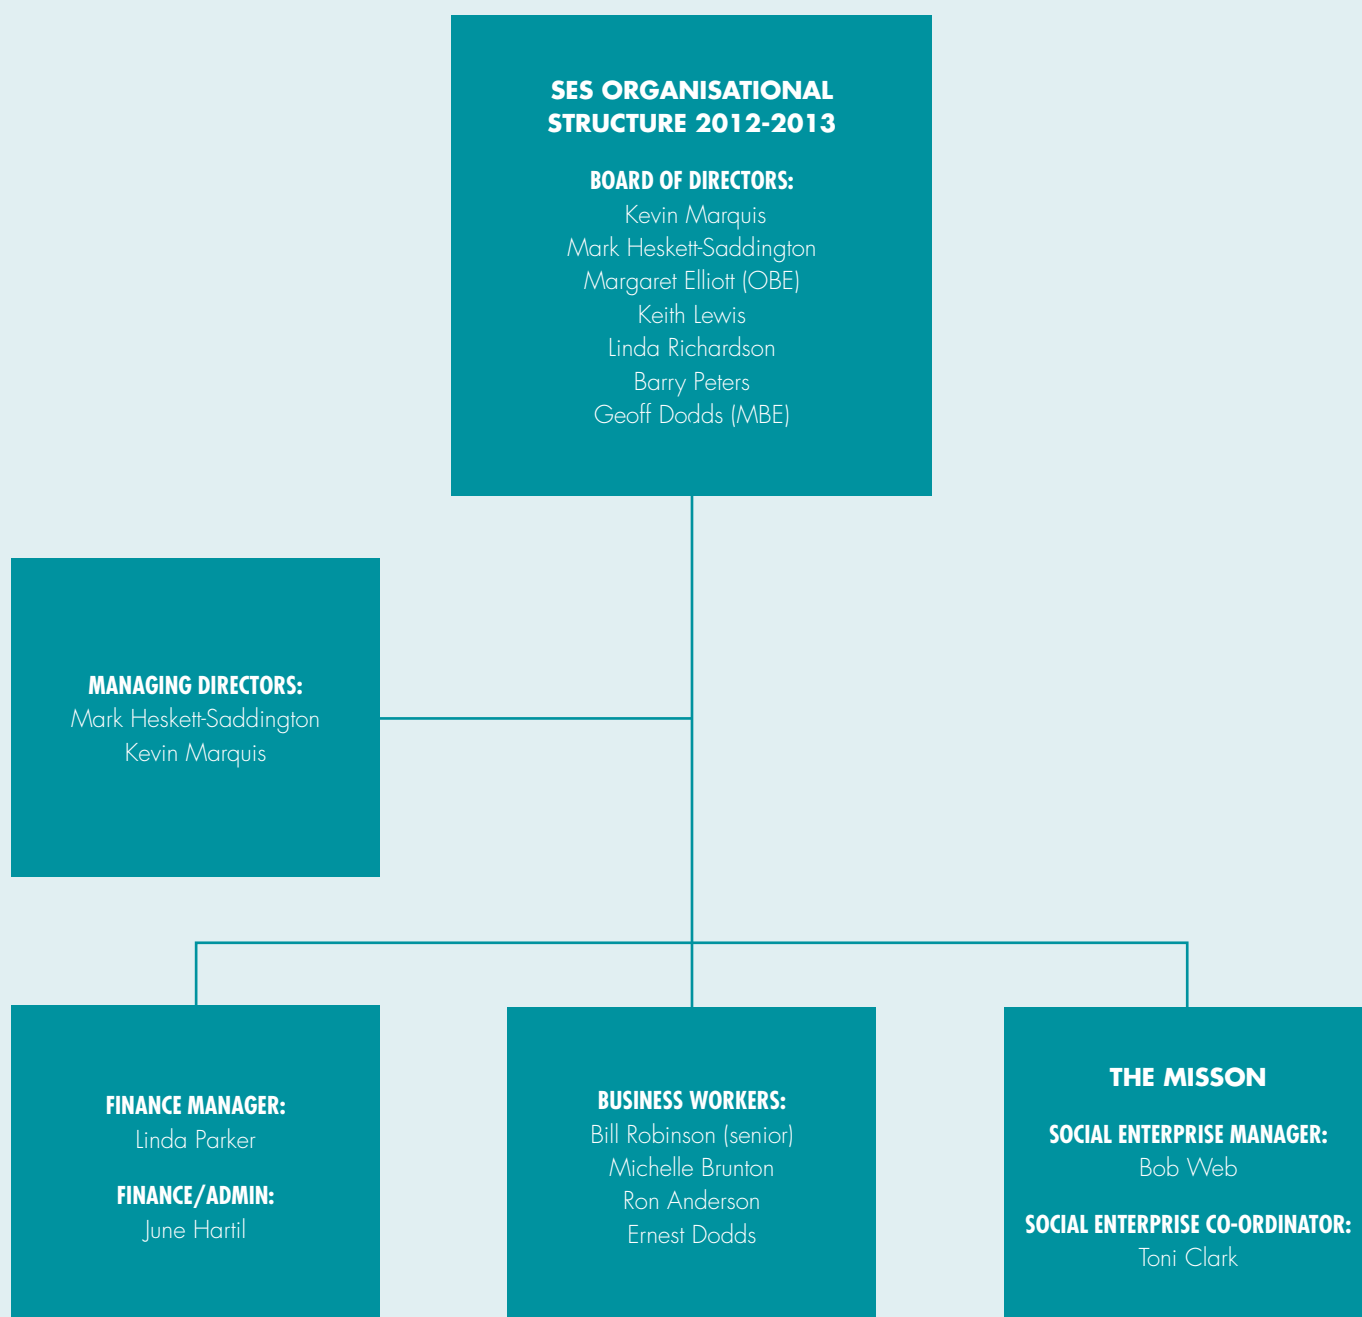 SES ORGANISATIONAL
STRUCTURE 2012-2013
BOARD OF DIRECTORS:
Kevin Marquis
Mark Heskett-Saddington
Margaret Elliott (OBE)
Keith Lewis
Linda Richardson
Barry Peters
Geoff Dodds (MBE)
MANAGING DIRECTORS:
Mark Heskett-Saddington
Kevin Marquis
FINANCE MANAGER:
Linda Parker
FINANCE/ADMIN:
June Hartil
BUSINESS WORKERS:
Bill Robinson (senior)
Michelle Brunton
Ron Anderson
Ernest Dodds
THE MISSON
SOCIAL ENTERPRISE MANAGER:
Bob Web
SOCIAL ENTERPRISE CO-ORDINATOR:
Toni Clark